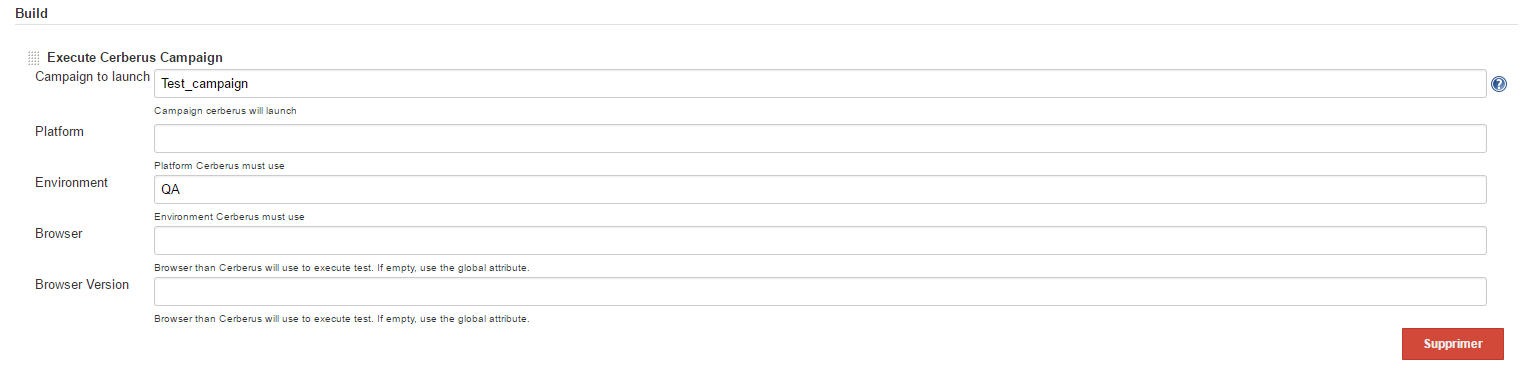 Build
Execute Cerberus Campaign
Campaign to launch
Test_campaign
?
Campaign cerberus will launch
Platform
Platform Cerberus must use
Environment
QA
Environment Cerberus must use
Browser
Browser than Cerberus will use to execute test. If empty, use the global attribute.
Browser Version
Browser than Cerberus will use to execute test. If empty, use the global attribute.
Supprimer